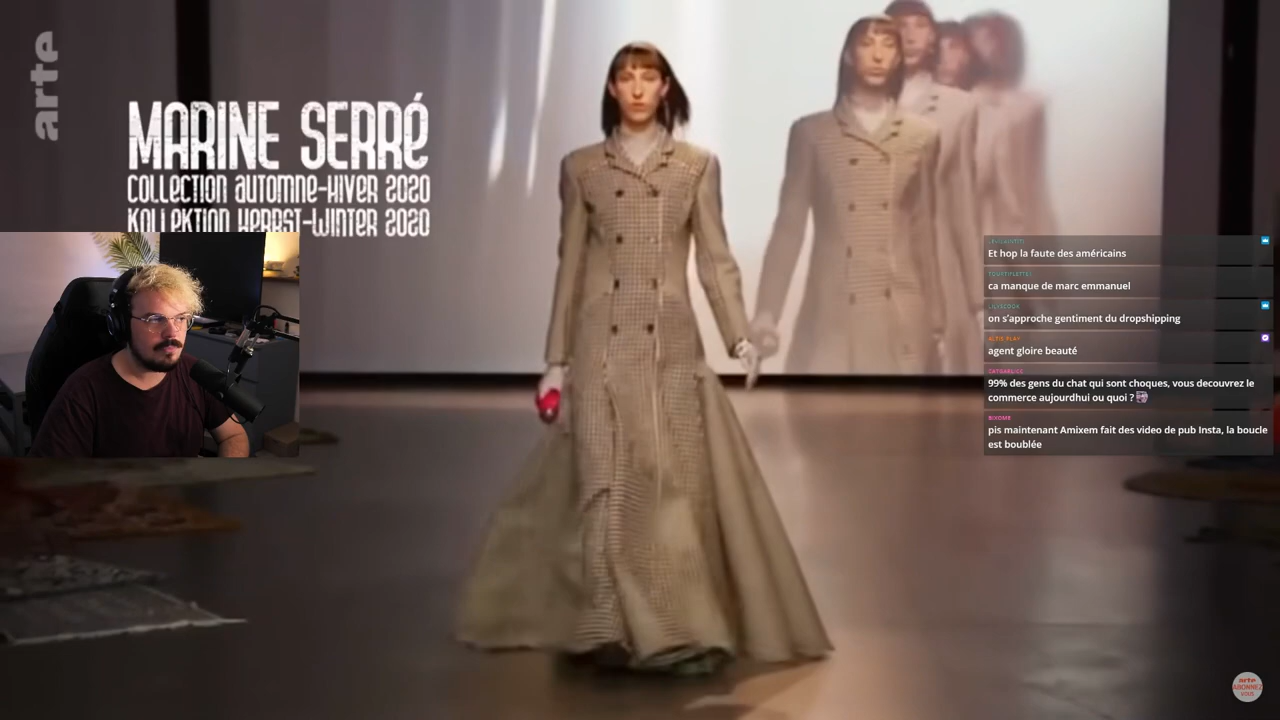 arte
MARINE SERRÉ
COLLECTION AUTOMNE-HIVER 2020
KOLLEKTION HERBST-WINTER 2020
Et hop la faute des américains
ca manque de marc emmanuel
on s'approche gentiment du dropshipping
agent gloire beauté
99% des gens du chat qui sont choques, vous decouvrez le
commerce aujourdhui ou quoi ?
pis maintenant Amixem fait des video de pub Insta, la boucle
est boublée
arte
ABONNEZ
VOUS